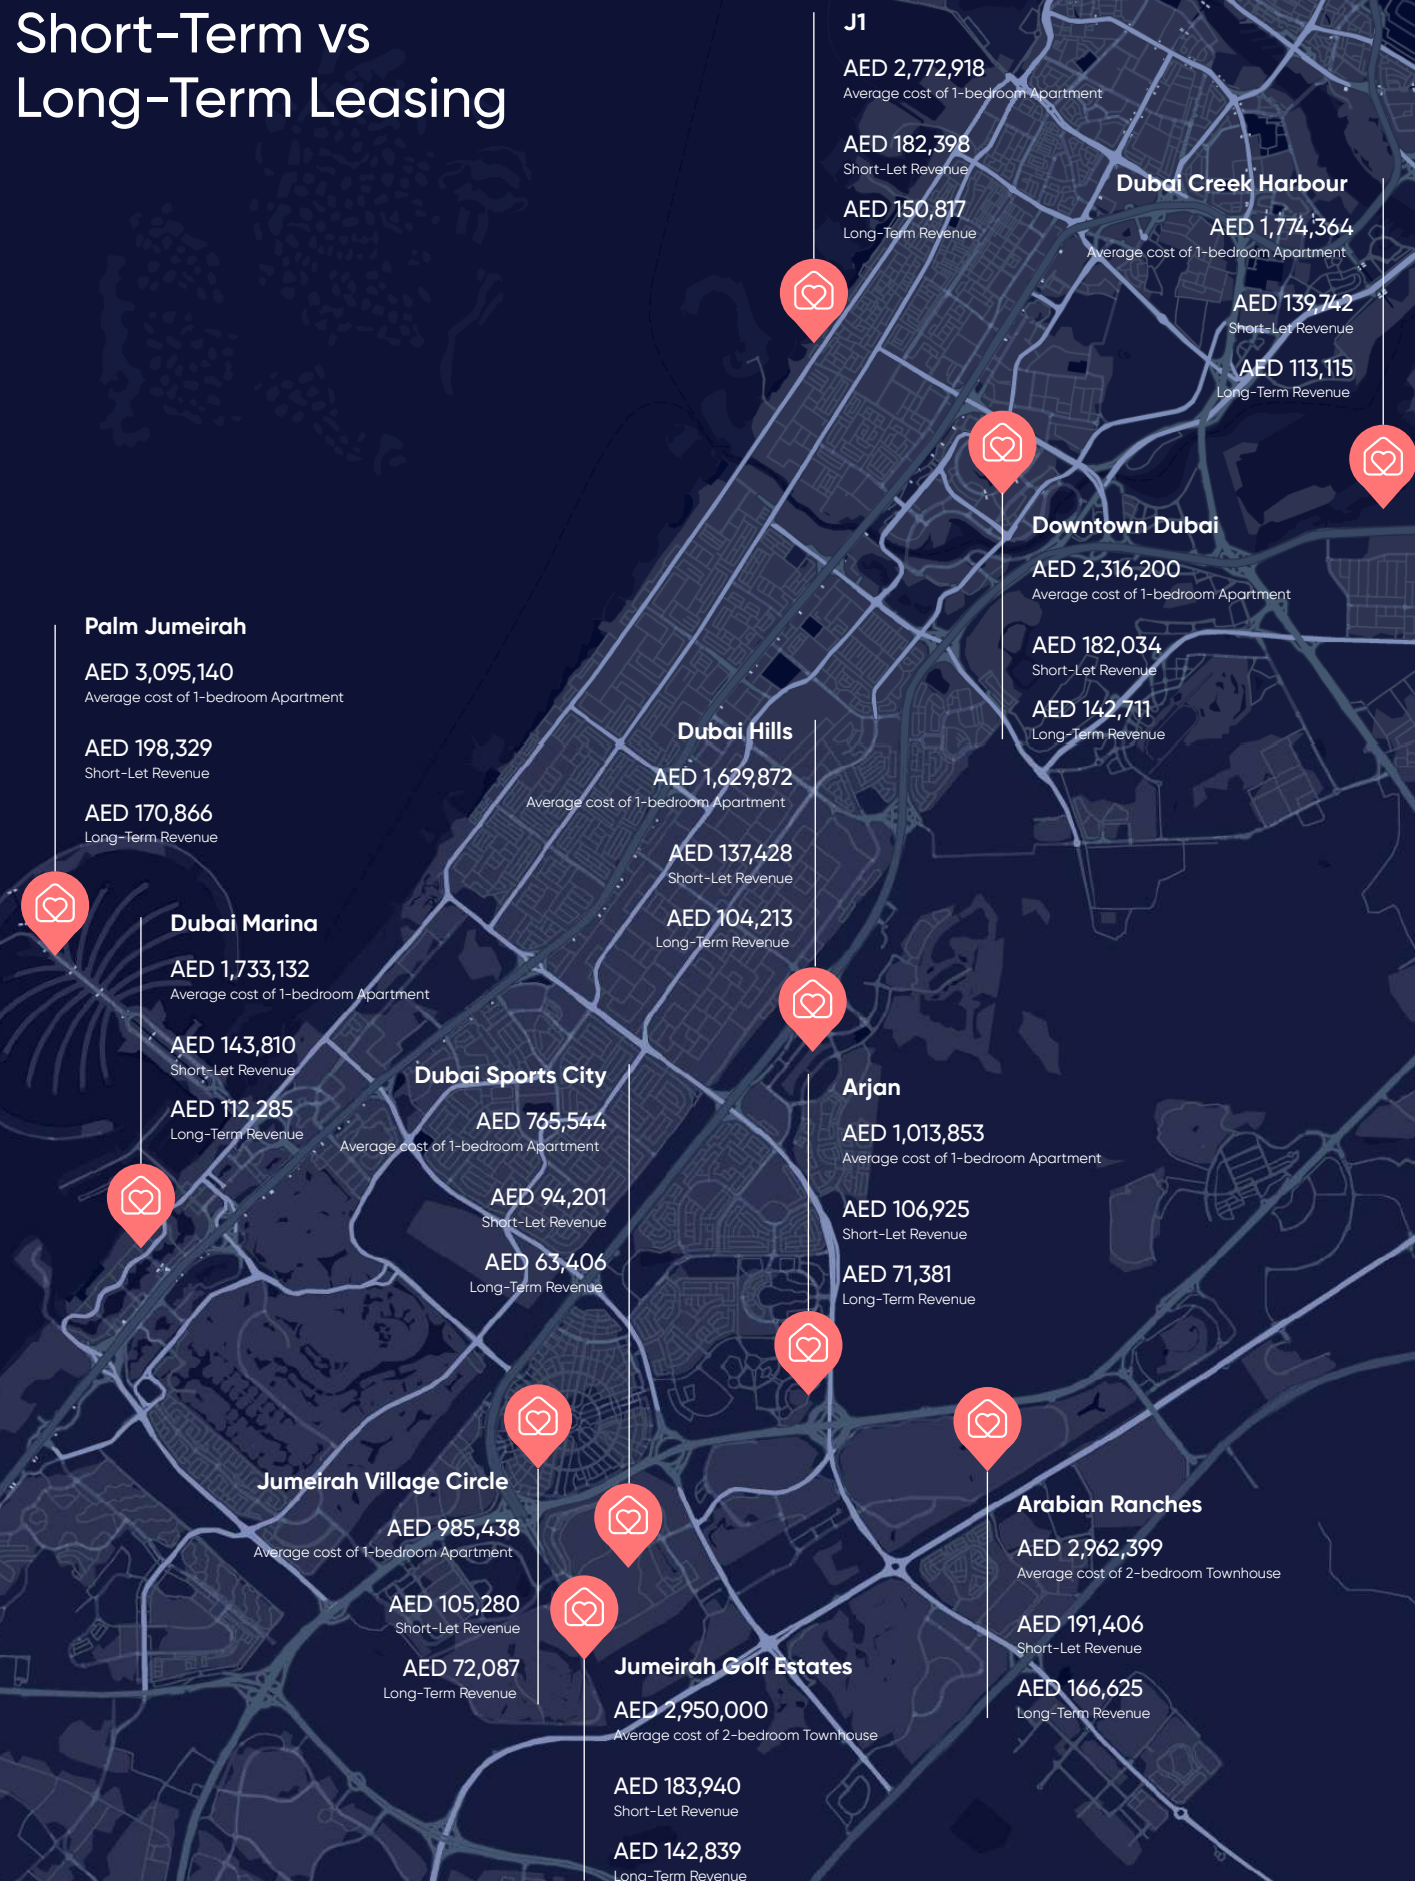 Short-Term vs
Long-Term Leasing
J1
AED 2,772,918
Average cost of 1-bedroom Apartment
AED 182,398
Short-Let Revenue
AED 150,817
Long-Term Revenue
Dubai Creek Harbour
AED 1,774,364
Average cost of 1-bedroom Apartment
AED 139,742
Short-Let Revenue
AED 113,115
Long-Term Revenue
Downtown Dubai
AED 2,316,200
Average cost of 1-bedroom Apartment
AED 182,034
Short-Let Revenue
AED 142,711
Long-Term Revenue
Palm Jumeirah
AED 3,095,140
Average cost of 1-bedroom Apartment
AED 198,329
Short-Let Revenue
AED 170,866
Long-Term Revenue
Dubai Hills
AED 1,629,872
Average cost of 1-bedroom Apartment
AED 137,428
Short-Let Revenue
AED 104,213
Long-Term Revenue
Dubai Marina
AED 1,733,132
Average cost of 1-bedroom Apartment
AED 143,810
Short-Let Revenue
AED 112,285
Long-Term Revenue
Dubai Sports City
AED 765,544
Average cost of 1-bedroom Apartment
AED 94,201
Short-Let Revenue
AED 63,406
Long-Term Revenue
Arjan
AED 1,013,853
Average cost of 1-bedroom Apartment
AED 106,925
Short-Let Revenue
AED 71,381
Long-Term Revenue
Jumeirah Village Circle
AED 985,438
Average cost of 1-bedroom Apartment
AED 105,280
Short-Let Revenue
AED 72,087
Long-Term Revenue
Arabian Ranches
AED 2,962,399
Average cost of 2-bedroom Townhouse
AED 191,406
Short-Let Revenue
AED 166,625
Long-Term Revenue
Jumeirah Golf Estates
AED 2,950,000
Average cost of 2-bedroom Townhouse
AED 183,940
Short-Let Revenue
AED 142,839
Long-Term Revenue